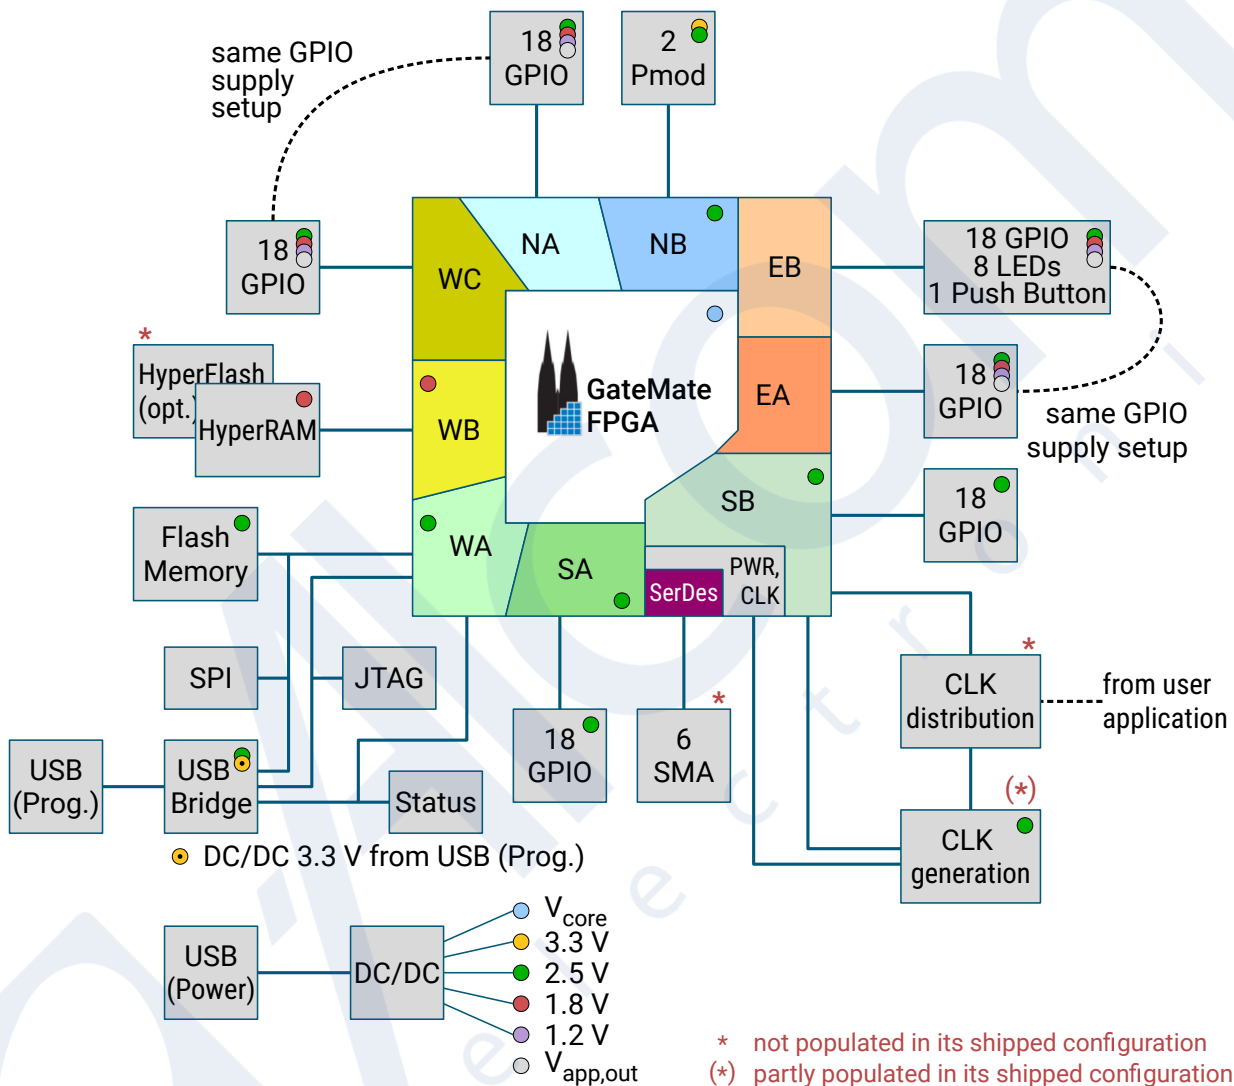 same GPIO
supply
setup
18
GPIO
2
Pmod
18
GPIO
WC
NA
NB
EB
18 GPIO
8 LEDs
1 Push Button
*
HyperFlash
(opt.)
HyperRAM
WB
GateMate
FPGA
EA
18
GPIO
same GPIO
supply setup
Flash
Memory
WA
SA
SB
18
GPIO
SerDes
PWR,
CLK
SPI
JTAG
USB
(Prog.)
USB
Bridge
Status
18
GPIO
*
6
SMA
*
CLK
distribution
from user
application
(*)
CLK
generation
DC/DC 3.3 V from USB (Prog.)
USB
(Power)
DC/DC
Vcore
3.3 V
2.5 V
1.8 V
1.2 V
Vapp,out
* not populated in its shipped configuration
(*) partly populated in its shipped configuration